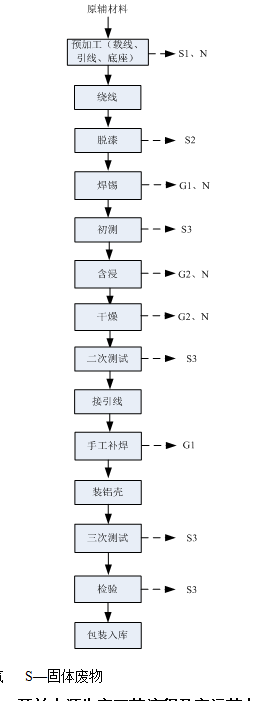 原辅材料
预加工（裁线、
引线、底座）
S1、N
绕线
脱漆
S2
焊锡
G1、N
初测
S3
含浸
G2、N
干燥
G2、N
二次测试
S3
接引线
手工补焊
G1
装铝壳
三次测试
S3
检验
S3
包装入库
S—固体废物